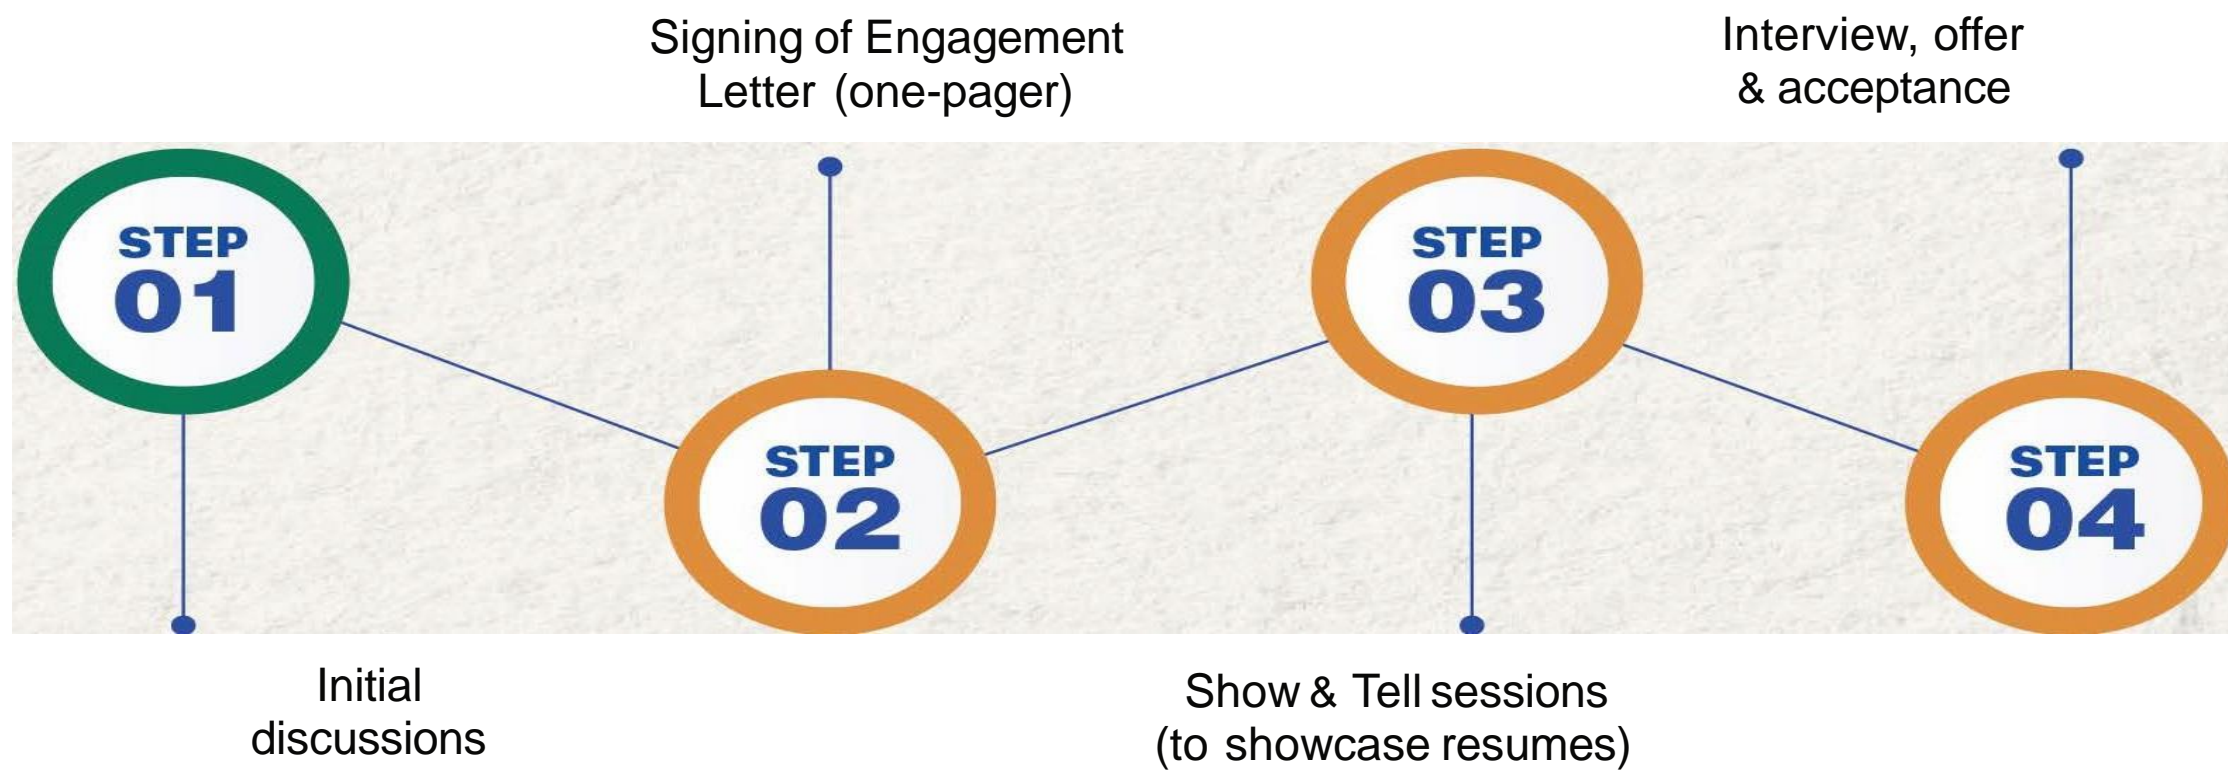 Signing of Engagement
Letter (one-pager)
Interview, offer
& acceptance
STEP
01
STEP
02
STEP
03
STEP
04
Initial
discussions
Show & Tell sessions
(to showcase resumes)